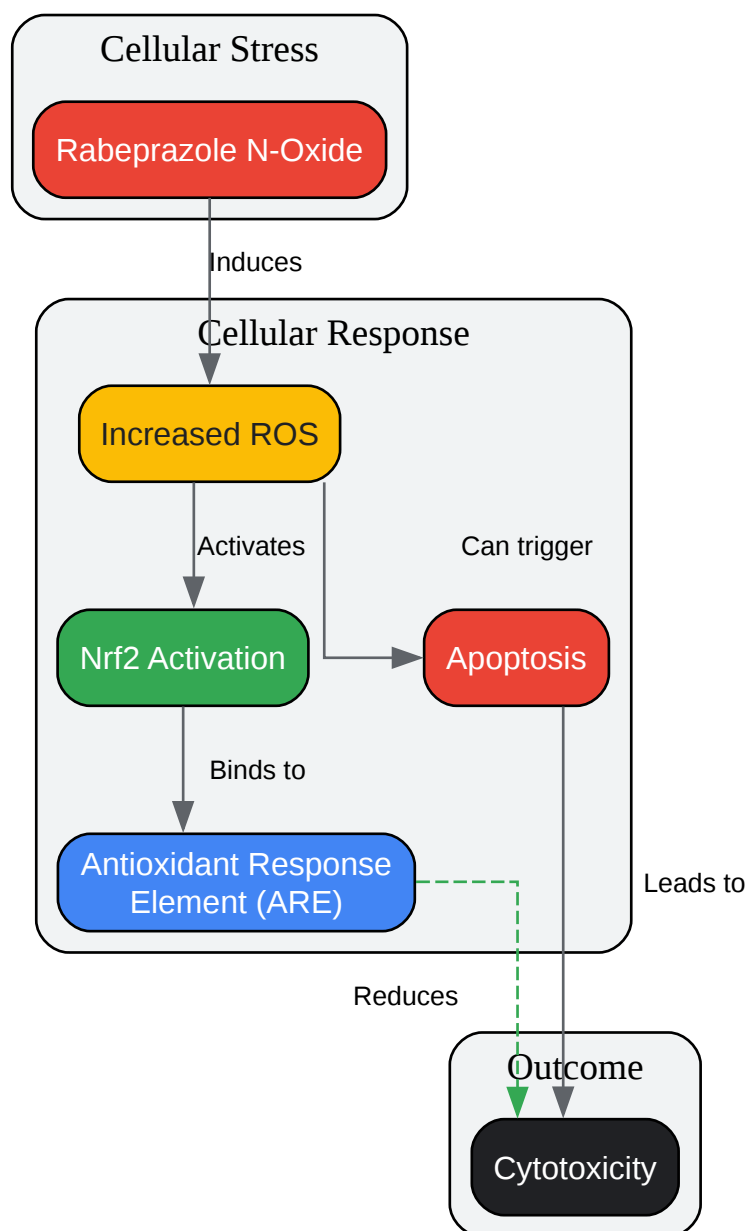 Cellular Stress
Rabeprazole N-Oxide
Induces
Cellular Response
Increased ROS
Activates
Can trigger
Nrf2 Activation
Apoptosis
Binds to
Antioxidant Response
Element (ARE)
Leads to
Reduces
Outcome
Cytotoxicity